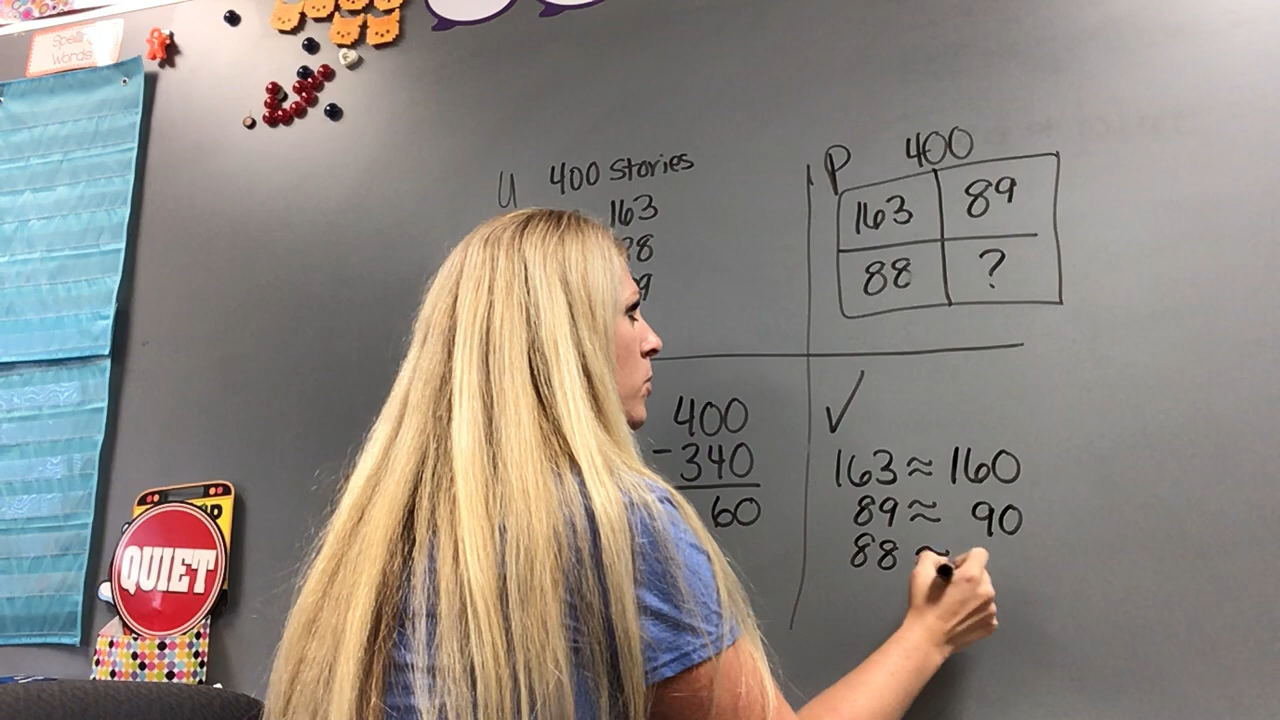 Spelling
Words
U 400 Stories
163
P 400
163 89
88 ?
400
-340
60
✓
163 ≈ 160
89 ≈ 90
88 ≈
QUIET